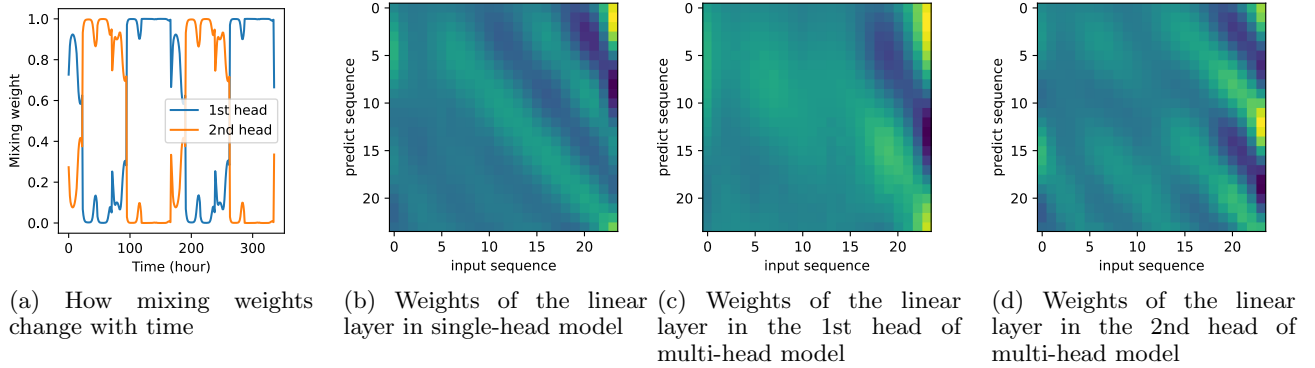 1.0
0.8
0.6
0.4
0.2
0.0
Mixing weight
1st head
2nd head
0 100 200 300
Time (hour)
(a) How mixing weights
change with time
0
5
10
15
20
predict sequence
0 5 10 15 20
input sequence
(b) Weights of the linear
layer in single-head model
0
5
10
15
20
predict sequence
0 5 10 15 20
input sequence
(c) Weights of the linear
layer in the 1st head of
multi-head model
0
5
10
15
20
predict sequence
0 5 10 15 20
input sequence
(d) Weights of the linear
layer in the 2nd head of
multi-head model